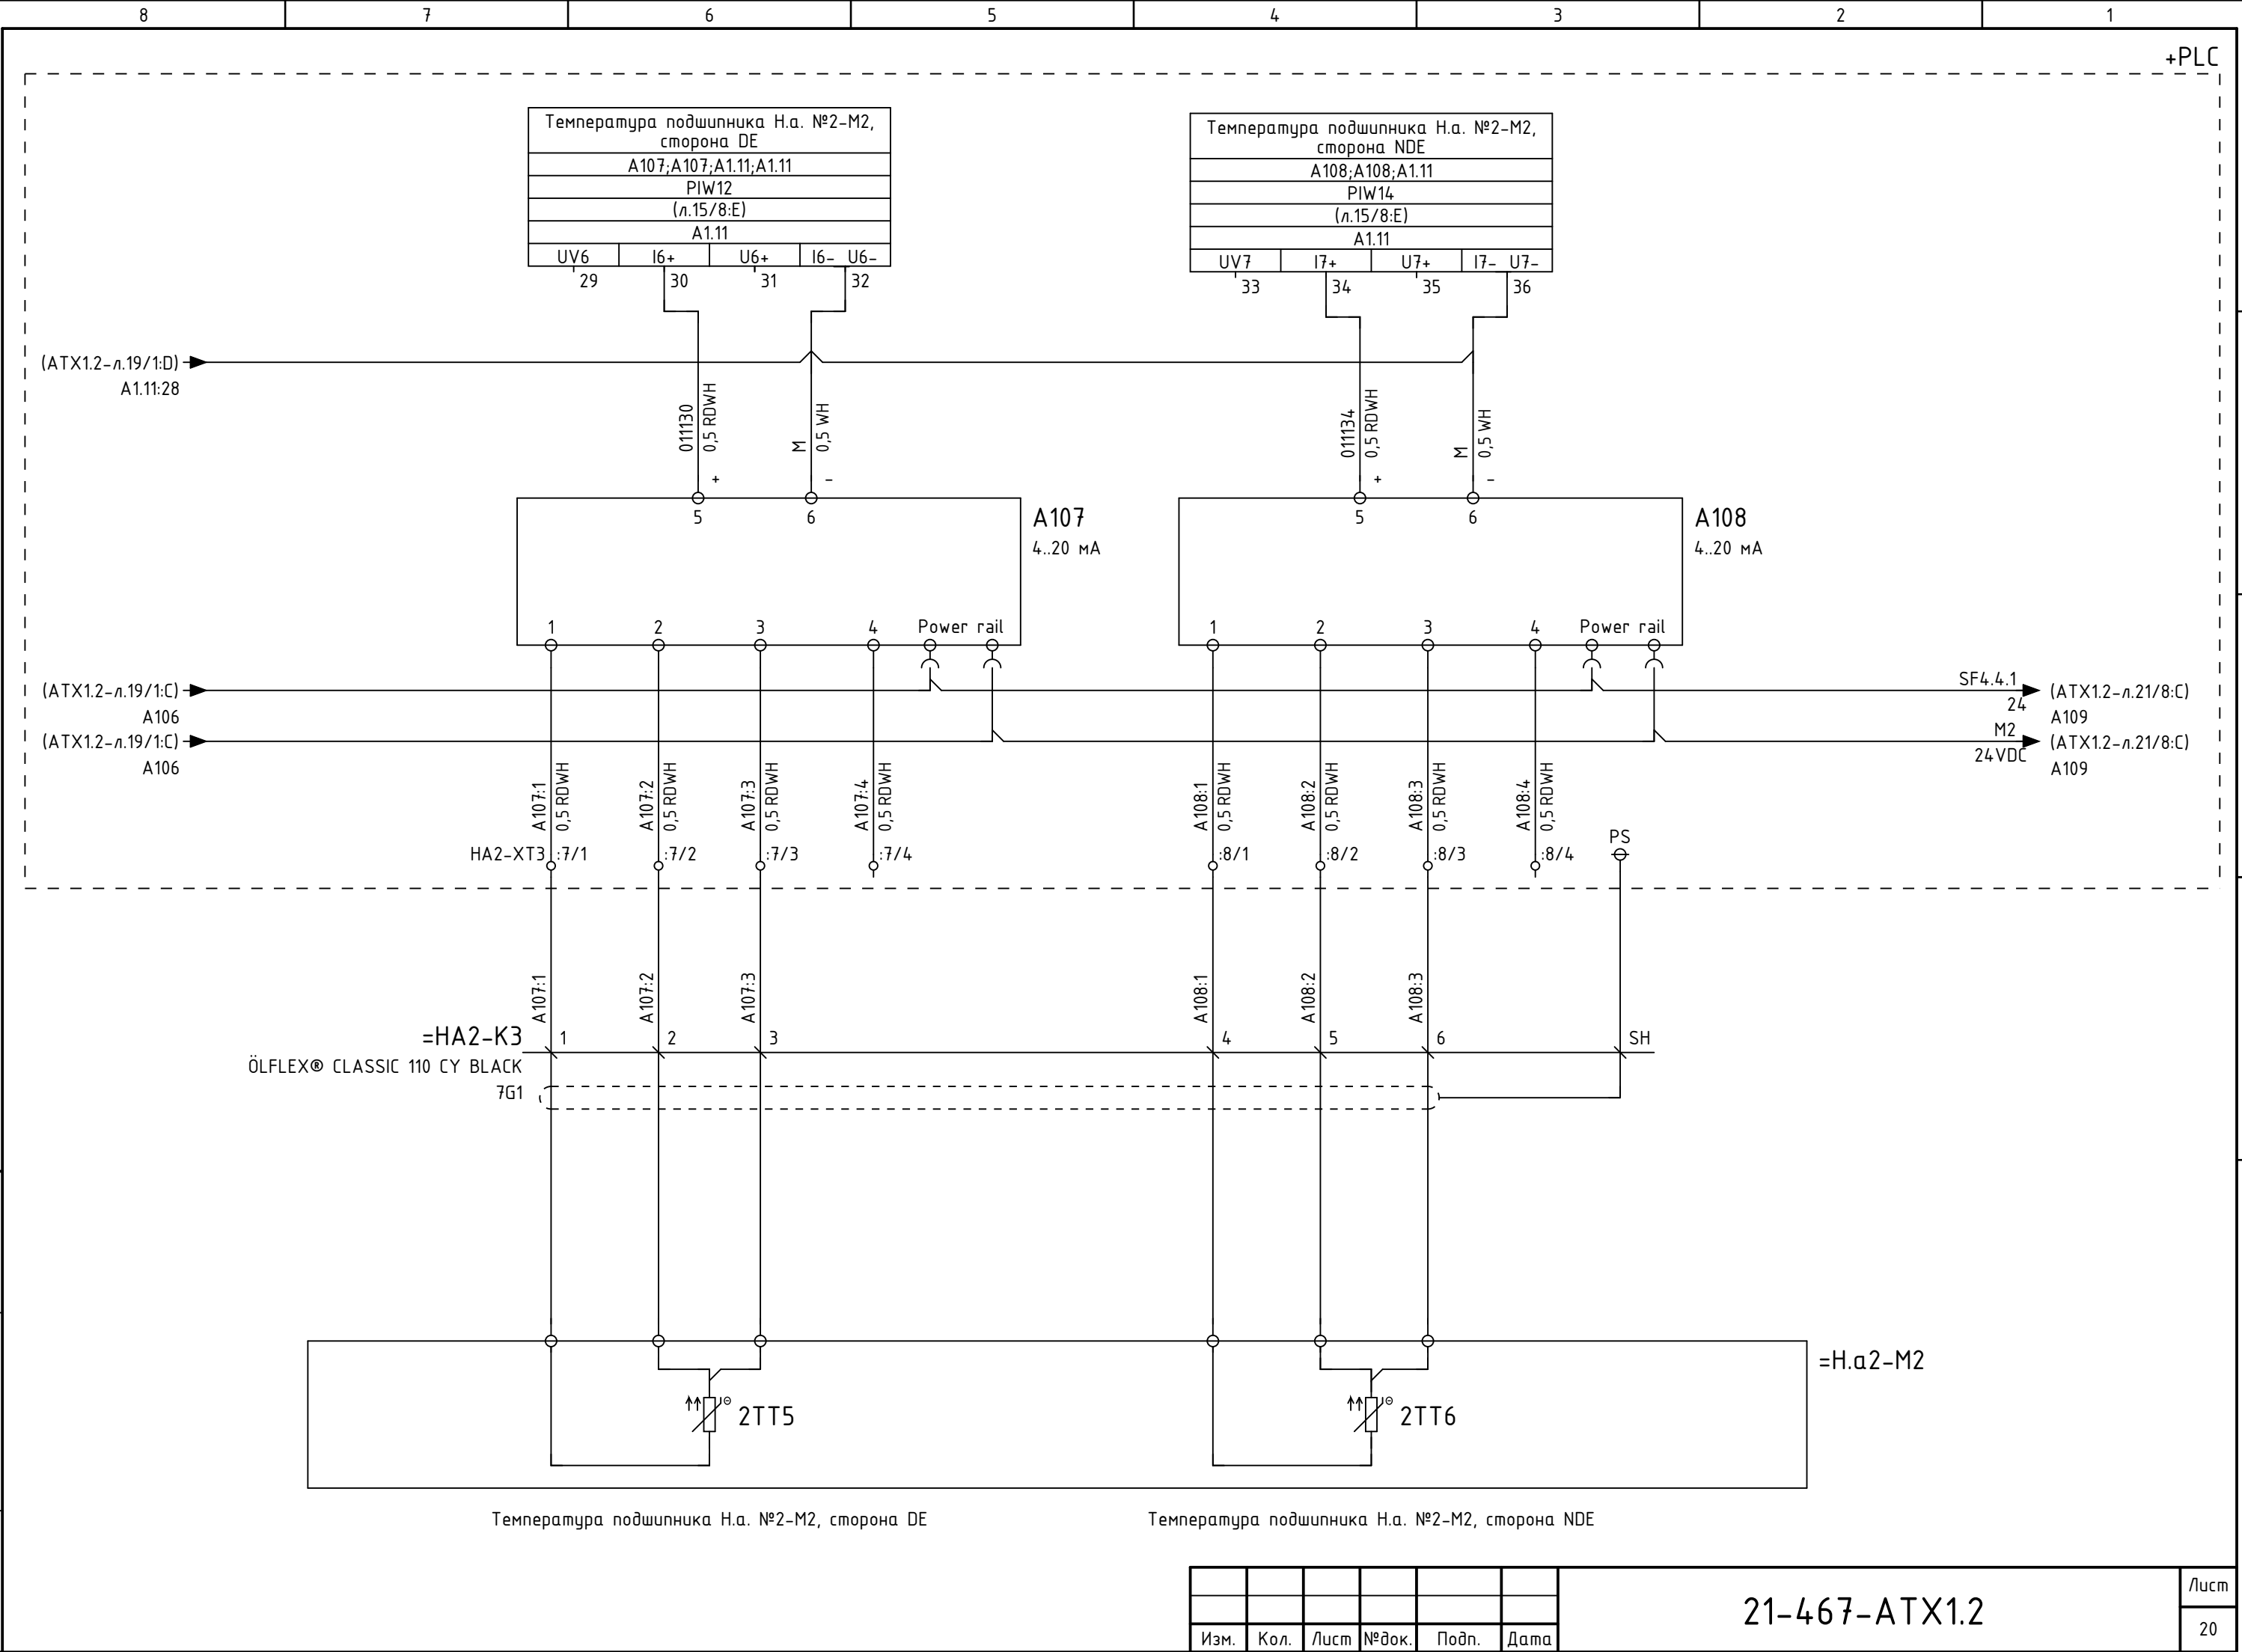 8 7 6 5 4 3 2 1
+PLC
Температура подшипника Н.а. №2-М2,
сторона DE
A107;A107;A1.11;A1.11
PIW12
(л.15/8:E)
A1.11
UV6 I6+ U6+ I6- U6-
29 30 31 32
Температура подшипника Н.а. №2-М2,
сторона NDE
A108;A108;A1.11
PIW14
(л.15/8:E)
A1.11
UV7 I7+ U7+ I7- U7-
33 34 35 36
(ATX1.2-л.19/1:D)
A1.11:28
011130
0,5 RDWH
M
0,5 WH
011134
0,5 RDWH
M
0,5 WH
+ -
5 6
A107
4..20 мА
+ -
5 6
A108
4..20 мА
1 2 3 4 Power rail
1 2 3 4 Power rail
(ATX1.2-л.19/1:C)
A106
(ATX1.2-л.19/1:C)
A106
SF4.4.1
24
(ATX1.2-л.21/8:C)
A109
M2
24VDC
(ATX1.2-л.21/8:C)
A109
A107:1
0,5 RDWH
A107:2
0,5 RDWH
A107:3
0,5 RDWH
A107:4
0,5 RDWH
A108:1
0,5 RDWH
A108:2
0,5 RDWH
A108:3
0,5 RDWH
A108:4
0,5 RDWH
PS
HA2-XT3 :7/1 :7/2 :7/3 :7/4 :8/1 :8/2 :8/3 :8/4
A107:1
A107:2
A107:3
A108:1
A108:2
A108:3
=HA2-K3 1 2 3 4 5 6 SH
ÖLFLEX® CLASSIC 110 CY BLACK
7G1
=Н.а2-М2
2TT5
2TT6
Температура подшипника Н.а. №2-М2, сторона DE
Температура подшипника Н.а. №2-М2, сторона NDE
Изм. Кол. Лист №док. Подп. Дата
21-467-АТХ1.2
Лист
20